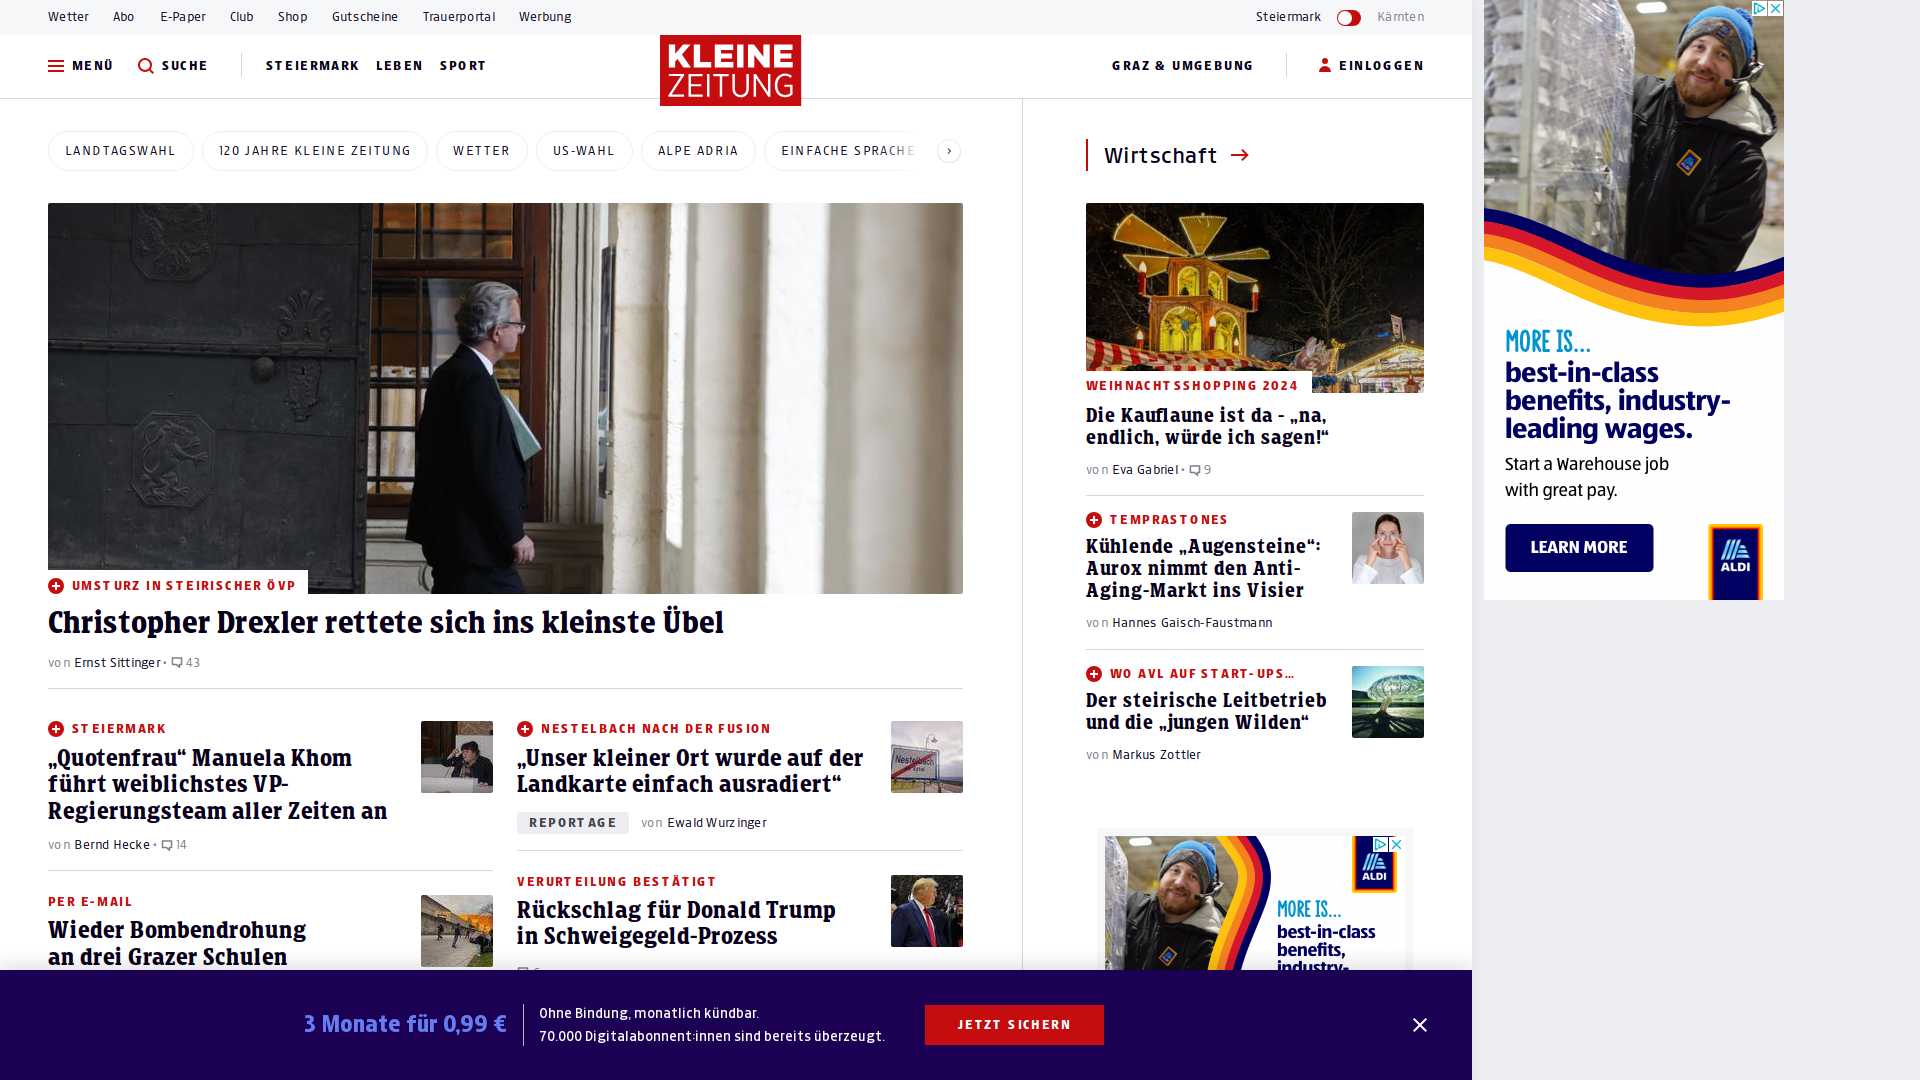 Wetter Abo E-Paper Club Shop Gutscheine Trauerportal Werbung
Steiermark Kärnten
MENÜ SUCHE STEIERMARK LEBEN SPORT
KLEINE
ZEITUNG
GRAZ & UMGEBUNG EINLOGGEN
LANDTAGSWAHL 120 JAHRE KLEINE ZEITUNG WETTER US-WAHL ALPE ADRIA EINFACHE SPRACHE
UMSTURZ IN STEIRISCHER ÖVP
Christopher Drexler rettete sich ins kleinste Übel
von Ernst Sittinger • 43
STEIERMARK
„Quotenfrau“ Manuela Khom
führt weiblichstes VP-
Regierungsteam aller Zeiten an
von Bernd Hecke • 14
PER E-MAIL
Wieder Bombendrohung
an drei Grazer Schulen
NESTELBACH NACH DER FUSION
„Unser kleiner Ort wurde auf der
Landkarte einfach ausradiert“
Nestelbach
REPORTAGE von Ewald Wurzinger
VERURTEILUNG BESTÄTIGT
Rückschlag für Donald Trump
in Schweigegeld-Prozess
Wirtschaft
WEIHNACHTSSHOPPING 2024
Die Kauflaune ist da - „na,
endlich, würde ich sagen!“
von Eva Gabriel • 9
TEMPRASTONES
Kühlende „Augensteine“:
Aurox nimmt den Anti-
Aging-Markt ins Visier
von Hannes Gaisch-Faustmann
WO AVL AUF START-UPS...
Der steirische Leitbetrieb
und die „jungen Wilden“
von Markus Zottler
ALDI
MORE IS...
best-in-class
benefits,
industry-
MORE IS...
best-in-class
benefits, industry-
leading wages.
Start a Warehouse job
with great pay.
LEARN MORE
ALDI
3 Monate für 0,99 €
Ohne Bindung, monatlich kündbar.
70.000 Digitalabonnent:innen sind bereits überzeugt.
JETZT SICHERN